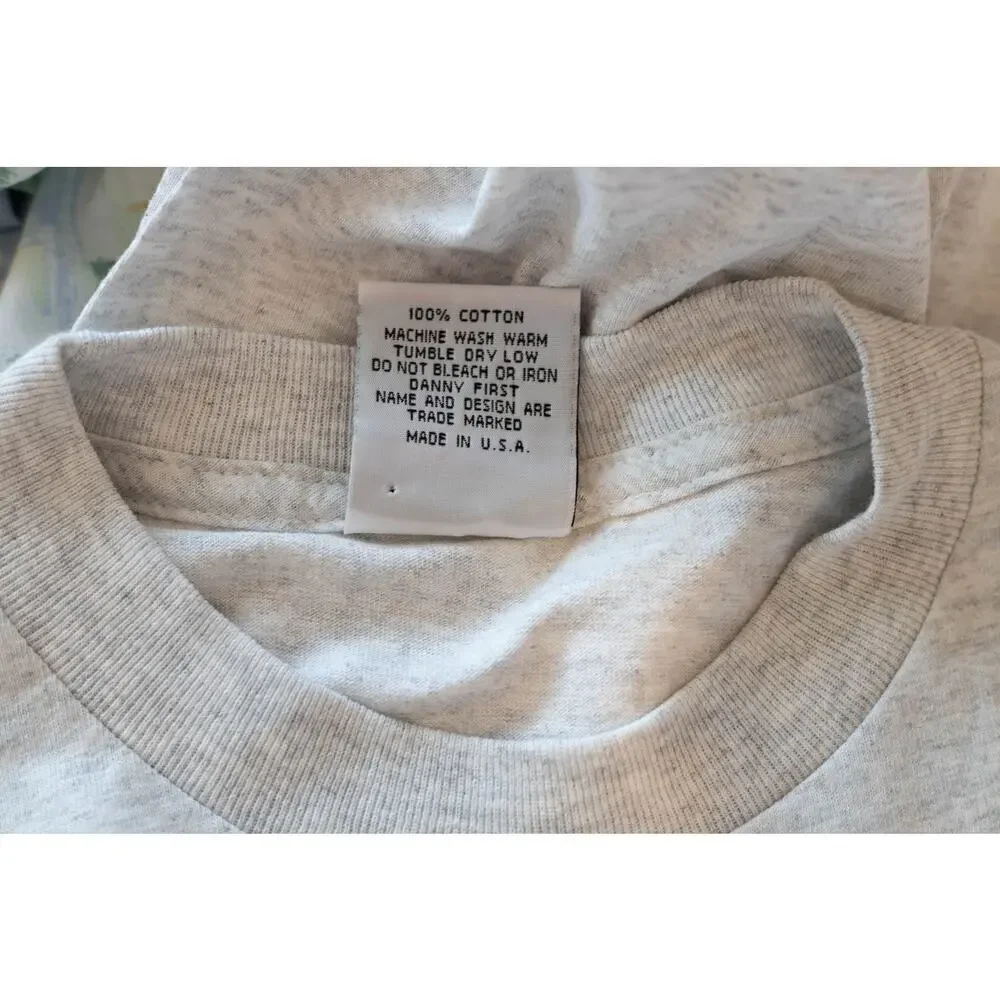 100% COTTON
MACHINE WASH WARM
TUMBLE DRY LOW
DO NOT BLEACH OR IRON
DANNY FIRST
NAME AND DESIGN ARE
TRADE MARKED
MADE IN U.S.A.